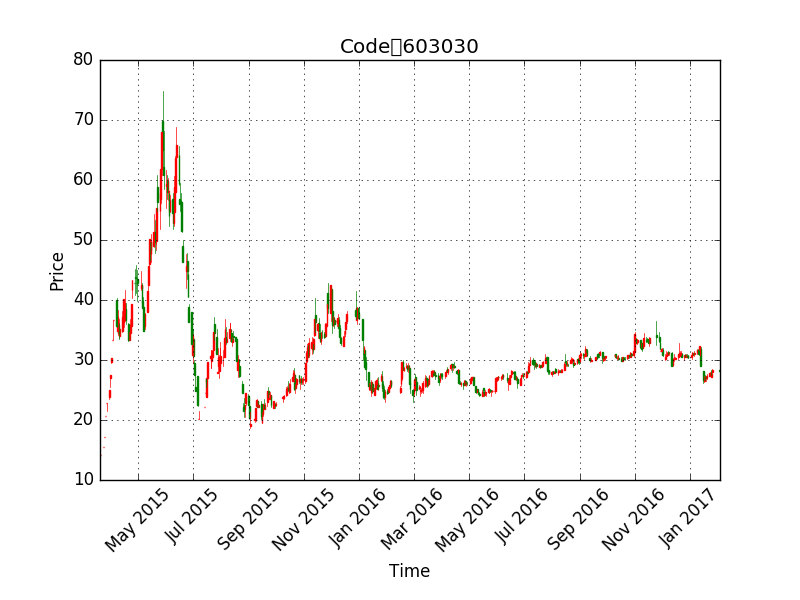 Code▯603030
80
70
60
50
40
30
20
10
Price
May 2015
Jul 2015
Sep 2015
Nov 2015
Jan 2016
Mar 2016
May 2016
Jul 2016
Sep 2016
Nov 2016
Jan 2017
Time